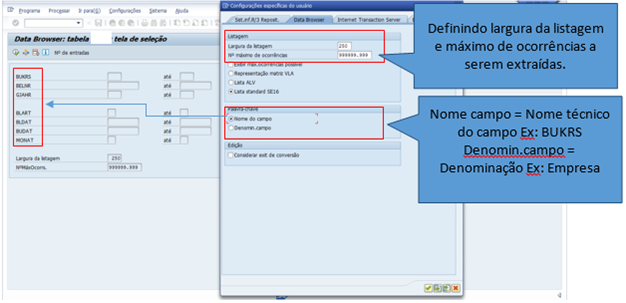 Programa Processar Ir para(G) Configurações Sistema Ajuda
Data Browser: tabela tela de seleção
Nº de entradas
BUKRS até
BELNR até
GJAHR até
BLART até
BLDAT até
BUDAT até
MONAT até
Largura da listagem 250
NºMáxOcorrs. 999999.999
Configurações específicas do usuário
Set.inf.R/3 Reposit. Data Browser Internet Transaction Server
Listagem
Largura da listagem 250
Nº máximo de ocorrências 999999.999
Exibir máx.ocorrências possível
Representação matriz VLA
Lista ALV
Lista standard SE16
Palavra-chave
Nome do campo
Denomin.campo
Edição
Considerar exit de conversão
Definindo largura da listagem
e máximo de ocorrências a
serem extraídas.
Nome campo = Nome técnico
do campo Ex: BUKRS
Denomin.campo =
Denominação Ex: Empresa